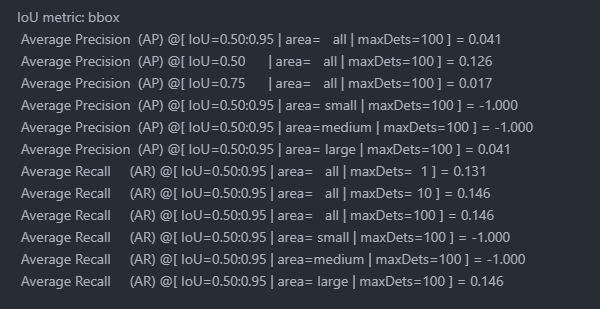 IoU metric: bbox
Average Precision (AP) @[ IoU=0.50:0.95 | area= all | maxDets=100 ] = 0.041
Average Precision (AP) @[ IoU=0.50 | area= all | maxDets=100 ] = 0.126
Average Precision (AP) @[ IoU=0.75 | area= all | maxDets=100 ] = 0.017
Average Precision (AP) @[ IoU=0.50:0.95 | area= small | maxDets=100 ] = -1.000
Average Precision (AP) @[ IoU=0.50:0.95 | area=medium | maxDets=100 ] = -1.000
Average Precision (AP) @[ IoU=0.50:0.95 | area= large | maxDets=100 ] = 0.041
Average Recall (AR) @[ IoU=0.50:0.95 | area= all | maxDets= 1 ] = 0.131
Average Recall (AR) @[ IoU=0.50:0.95 | area= all | maxDets= 10 ] = 0.146
Average Recall (AR) @[ IoU=0.50:0.95 | area= all | maxDets=100 ] = 0.146
Average Recall (AR) @[ IoU=0.50:0.95 | area= small | maxDets=100 ] = -1.000
Average Recall (AR) @[ IoU=0.50:0.95 | area=medium | maxDets=100 ] = -1.000
Average Recall (AR) @[ IoU=0.50:0.95 | area= large | maxDets=100 ] = 0.146